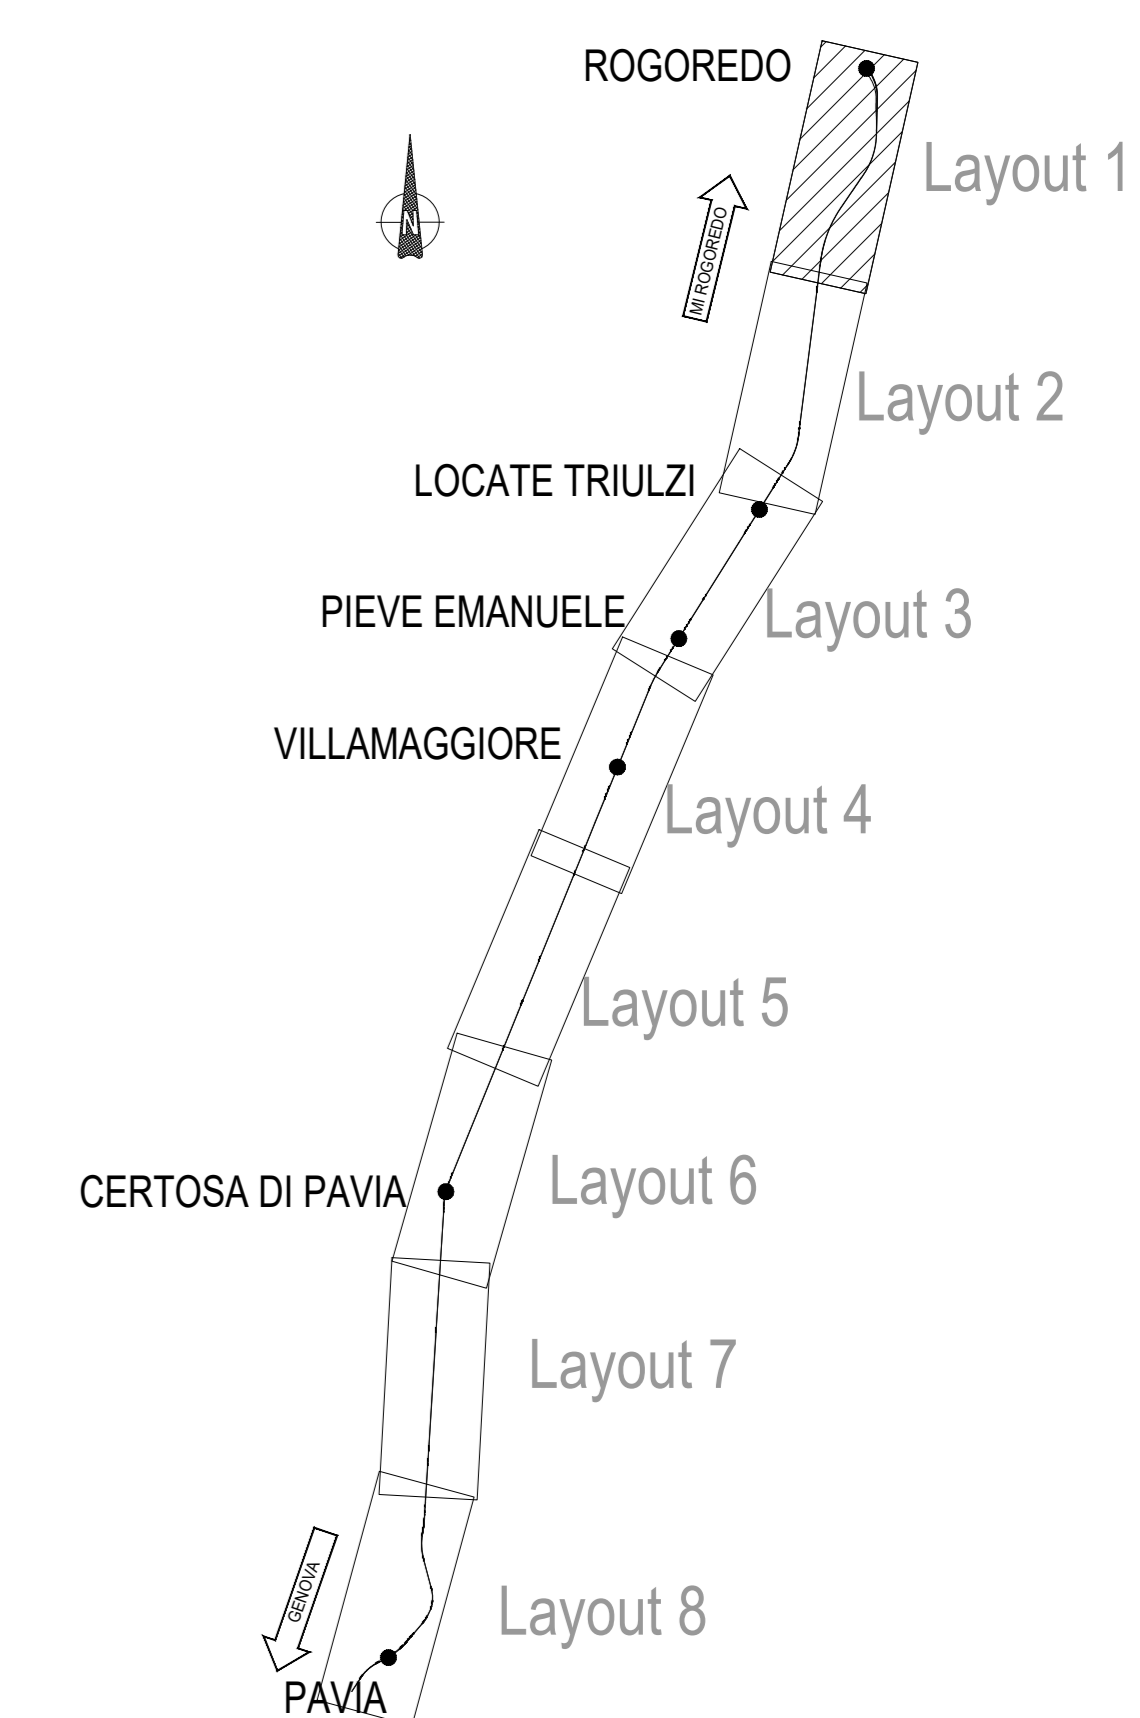 ROGOREDO
Layout 1
N
MI ROGOREDO
Layout 2
LOCATE TRIULZI
PIEVE EMANUELE
Layout 3
VILLAMAGGIORE
Layout 4
Layout 5
CERTOSA DI PAVIA
Layout 6
Layout 7
GENOVA
Layout 8
PAVIA